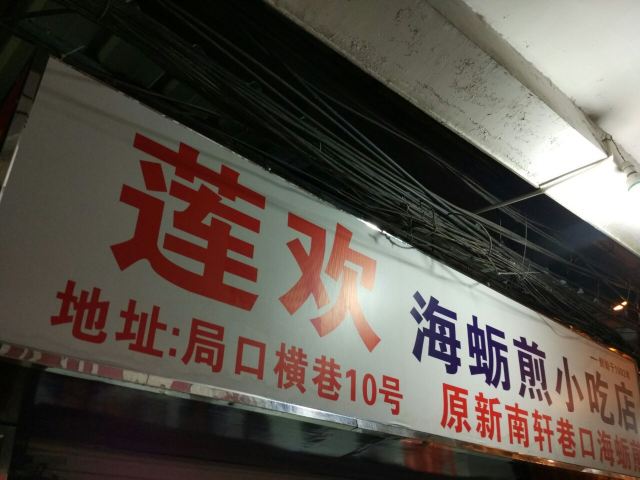 莲欢
海蛎煎小吃店
地址:局口横巷10号
原新南轩巷口海蛎煎